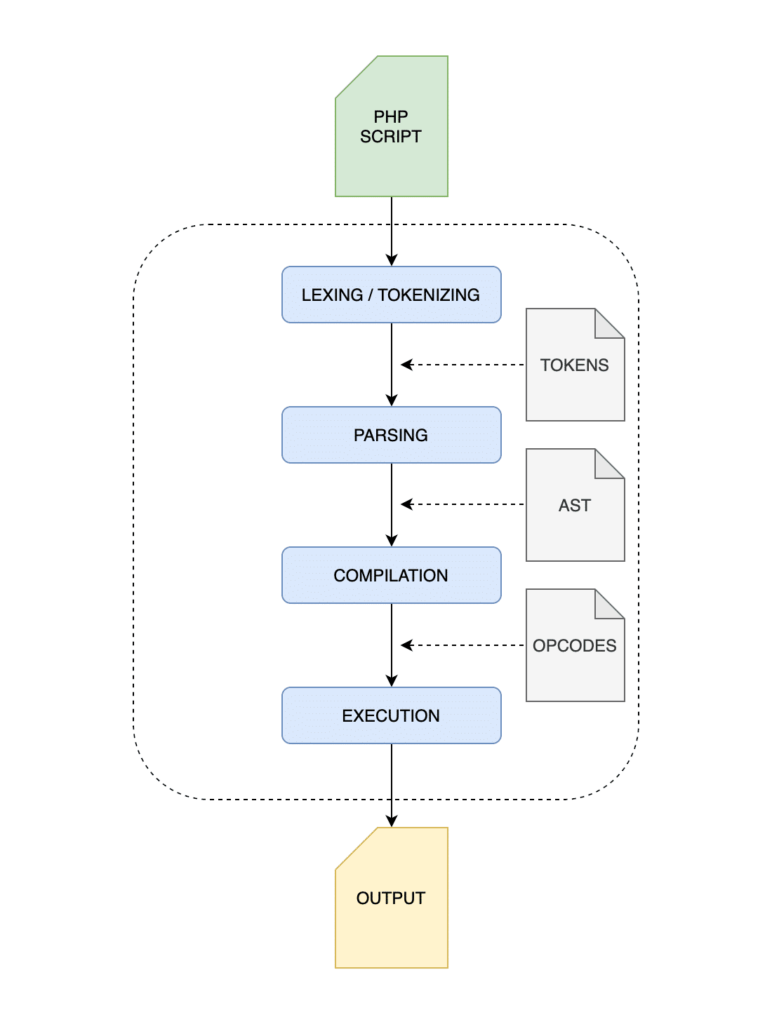 PHP
SCRIPT
LEXING / TOKENIZING
TOKENS
PARSING
AST
COMPILATION
OPCODES
EXECUTION
OUTPUT